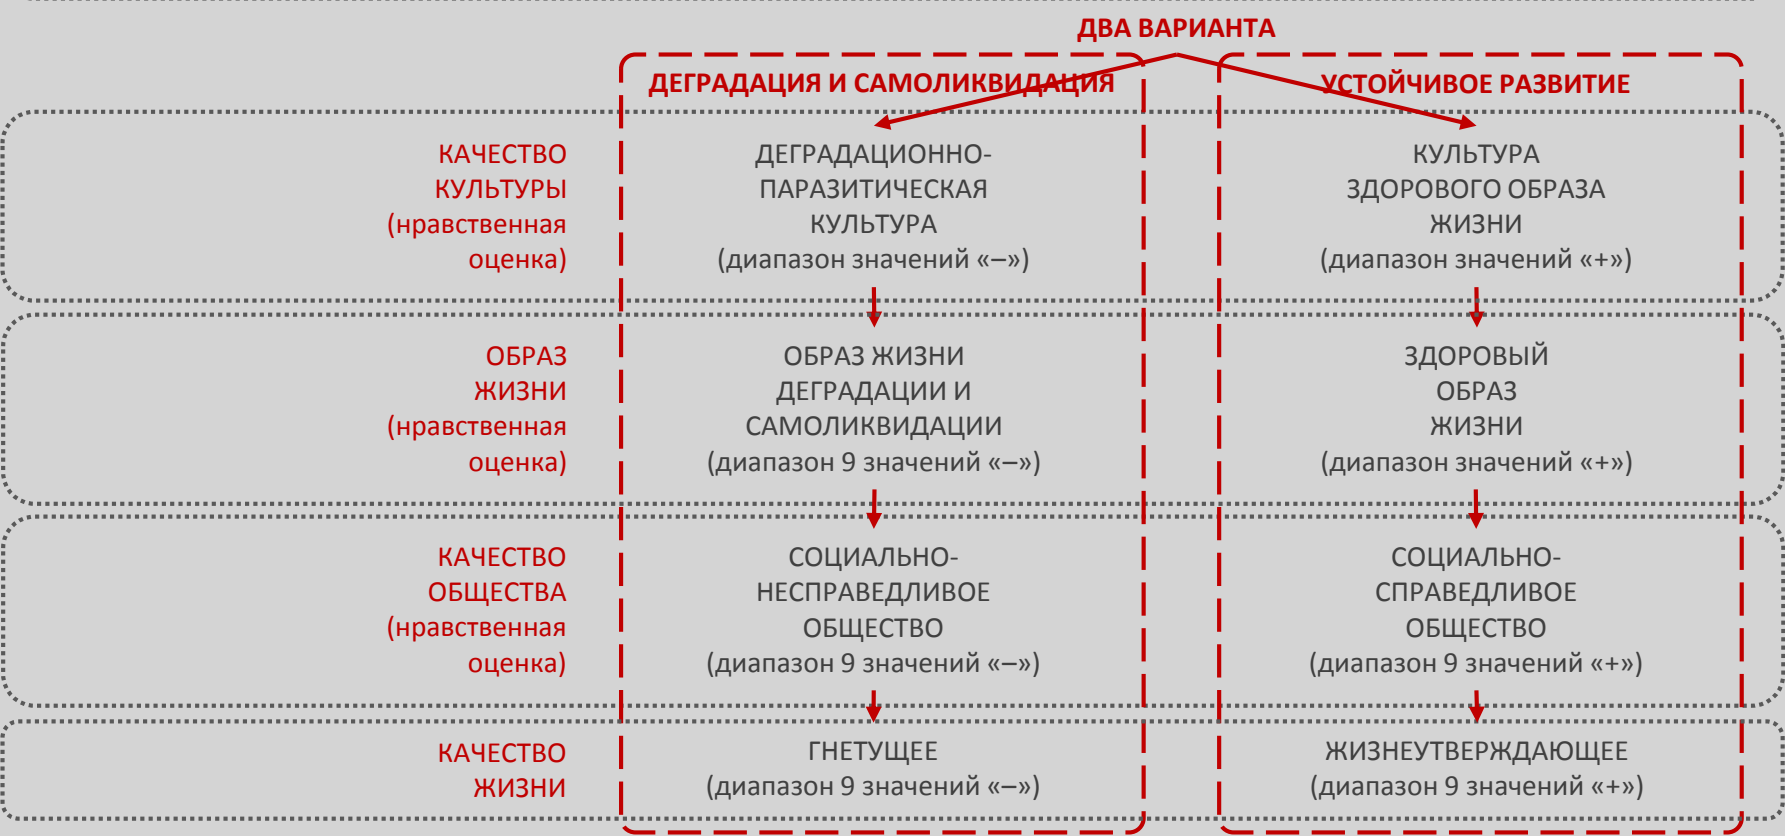 ДВА ВАРИАНТА
ДЕГРАДАЦИЯ И САМОЛИКВИДАЦИЯ
УСТОЙЧИВОЕ РАЗВИТИЕ
КАЧЕСТВО
КУЛЬТУРЫ
(нравственная
оценка)
ДЕГРАДАЦИОННО-
ПАРАЗИТИЧЕСКАЯ
КУЛЬТУРА
(диапазон значений «–»)
КУЛЬТУРА
ЗДОРОВОГО ОБРАЗА
ЖИЗНИ
(диапазон значений «+»)
ОБРАЗ
ЖИЗНИ
(нравственная
оценка)
ОБРАЗ ЖИЗНИ
ДЕГРАДАЦИИ И
САМОЛИКВИДАЦИИ
(диапазон 9 значений «–»)
ЗДОРОВЫЙ
ОБРАЗ
ЖИЗНИ
(диапазон значений «+»)
КАЧЕСТВО
ОБЩЕСТВА
(нравственная
оценка)
СОЦИАЛЬНО-
НЕСПРАВЕДЛИВОЕ
ОБЩЕСТВО
(диапазон 9 значений «–»)
СОЦИАЛЬНО-
СПРАВЕДЛИВОЕ
ОБЩЕСТВО
(диапазон 9 значений «+»)
КАЧЕСТВО
ЖИЗНИ
ГНЕТУЩЕЕ
(диапазон 9 значений «–»)
ЖИЗНЕУТВЕРЖДАЮЩЕЕ
(диапазон 9 значений «+»)